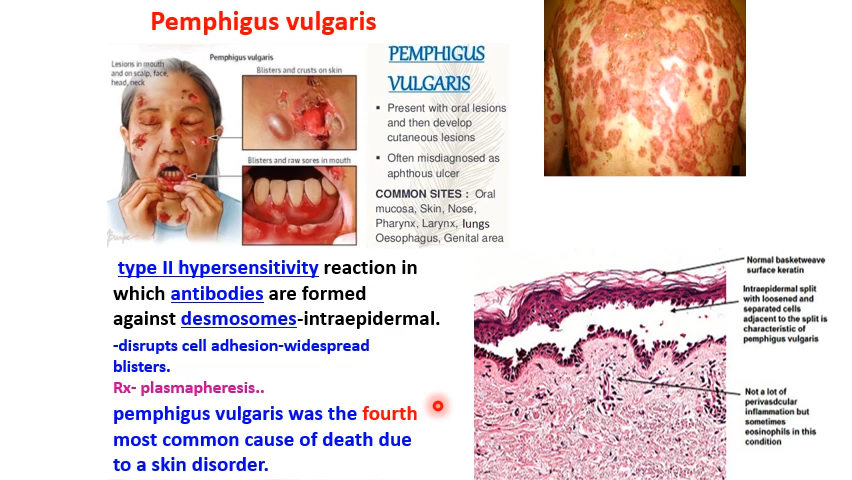 Pemphigus vulgaris
Lesions in mouth
and on scalp, face,
head, neck
Pemphigus vulgaris
Blisters and crusts on skin
Blisters and raw sores in mouth
PEMPHIGUS
VULGARIS
▪ Present with oral lesions
and then develop
cutaneous lesions
▪ Often misdiagnosed as
aphthous ulcer
COMMON SITES : Oral
mucosa, Skin, Nose,
Pharynx, Larynx, lungs
Oesophagus, Genital area
type II hypersensitivity reaction in
which antibodies are formed
against desmosomes-intraepidermal.
-disrupts cell adhesion-widespread
blisters.
Rx- plasmapheresis..
pemphigus vulgaris was the fourth
most common cause of death due
to a skin disorder.
Normal basketweave
surface keratin
Intraepidermal split
with loosened and
separated cells
adjacent to the split is
characteristic of
pemphigus vulgaris
Not a lot of
perivasdcular
inflammation but
sometimes
eosinophils in this
condition